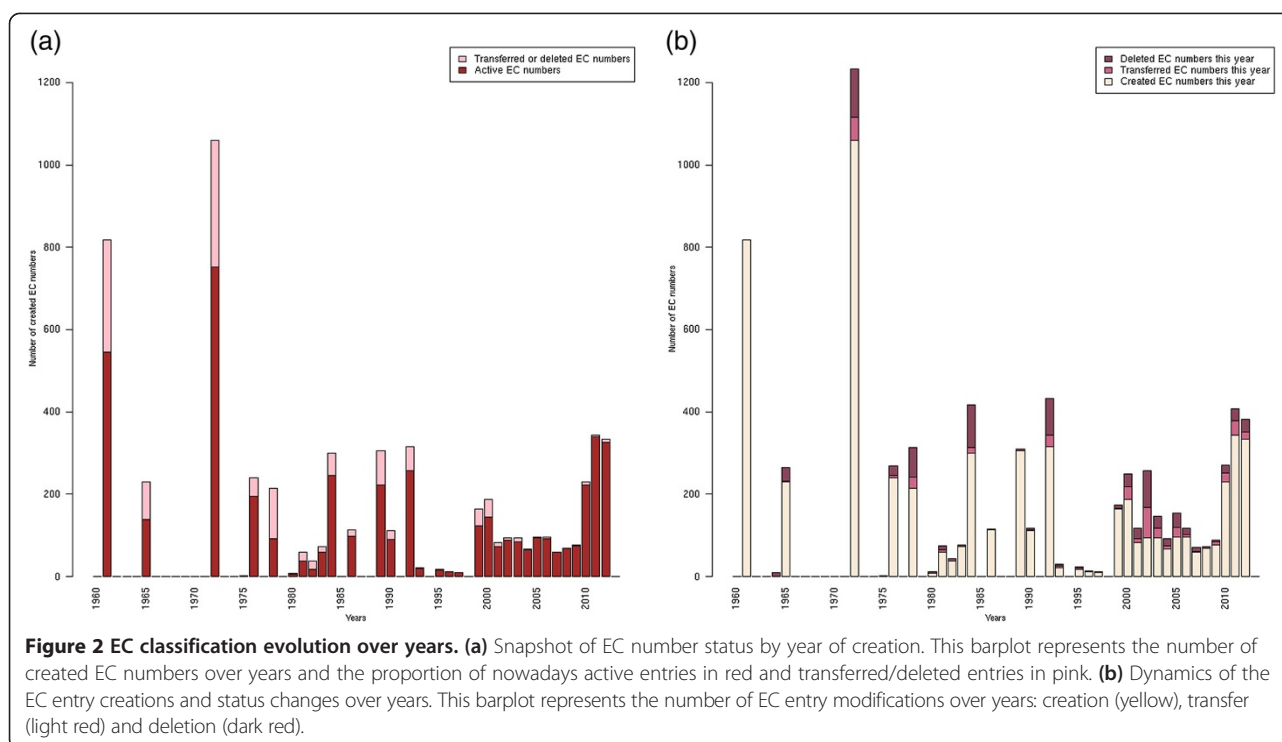 (a)
Transferred or deleted EC numbers
Active EC numbers
1200
1000
800
600
400
200
0
Number of created EC numbers
1960
1965
1970
1975
1980
1985
1990
1995
2000
2005
2010
Years
(b)
Deleted EC numbers this year
Transferred EC numbers this year
Created EC numbers this year
1200
1000
800
600
400
200
0
Number of EC numbers
1960
1965
1970
1975
1980
1985
1990
1995
2000
2005
2010
Years
Figure 2 EC classification evolution over years. (a) Snapshot of EC number status by year of creation. This barplot represents the number of
created EC numbers over years and the proportion of nowadays active entries in red and transferred/deleted entries in pink. (b) Dynamics of the
EC entry creations and status changes over years. This barplot represents the number of EC entry modifications over years: creation (yellow), transfer
(light red) and deletion (dark red).